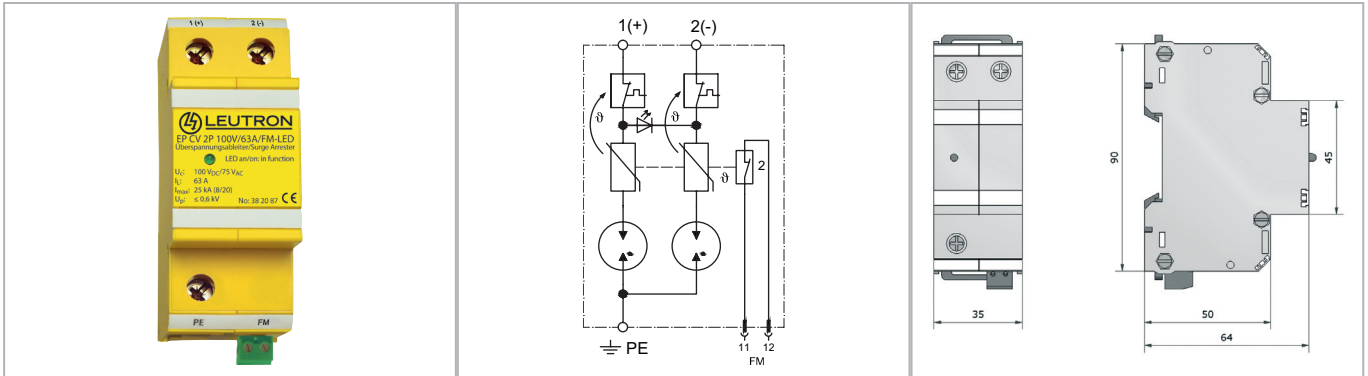 1 (+) 2 (-)
LEUTRON
EP CV 2P 100V/63A/FM-LED
Überspannungsableiter/Surge Arrester
LED an/on: in function
Uc: 100 VDC/75 VAC
IL: 63 A
Imax: 25 kA (8/20)
Up: ≤ 0,6 kV No: 38 20 87 CE
PE FM
1(+) 2(-)
ϑ ϑ
ϑ 2
PE
11 12
FM
35
90
45
50
64